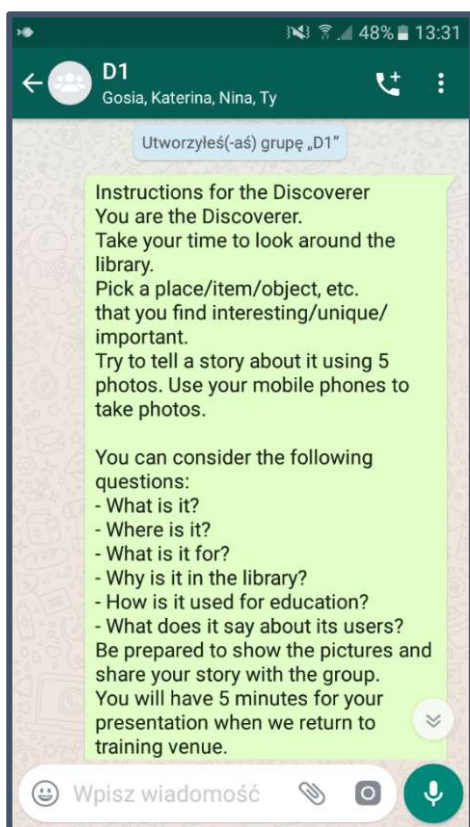 48% 13:31
D1
Gosia, Katerina, Nina, Ty
Utworzyłeś(-aś) grupę „D1”
Instructions for the Discoverer
You are the Discoverer.
Take your time to look around the
library.
Pick a place/item/object, etc.
that you find interesting/unique/
important.
Try to tell a story about it using 5
photos. Use your mobile phones to
take photos.
You can consider the following
questions:
- What is it?
- Where is it?
- What is it for?
- Why is it in the library?
- How is it used for education?
- What does it say about its users?
Be prepared to show the pictures and
share your story with the group.
You will have 5 minutes for your
presentation when we return to
training venue.
Wpisz wiadomość